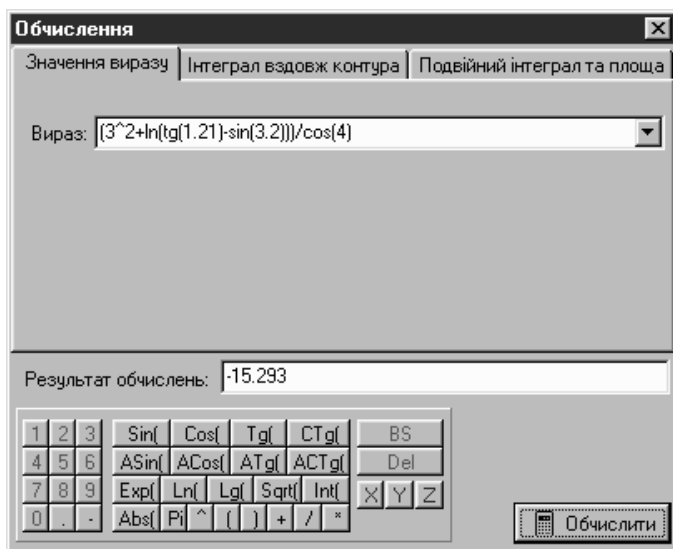 Обчислення
Значення виразу Інтеграл вздовж контура Подвійний інтеграл та площа
Вираз: (3^2+ln(tg(1.21)-sin(3.2)))/cos(4)
Результат обчислень: -15.293
1 2 3 Sin( Cos( Tg( CTg( BS
4 5 6 ASin( ACos( ATg( ACTg( Del
7 8 9 Exp( Ln( Lg( Sqrt( Int( X Y Z
0 . - Abs( Pi ^ ( ) + / * Обчислити